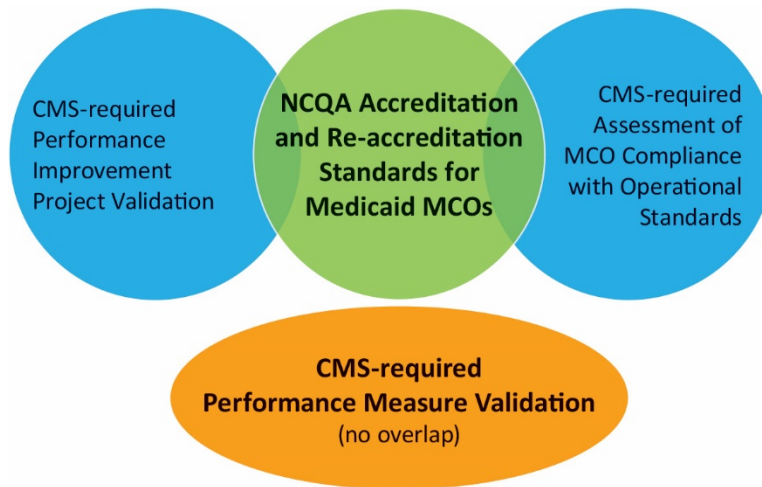 CMS-required
Performance
Improvement
Project Validation
NCQA Accreditation
and Re-accreditation
Standards for
Medicaid MCOs
CMS-required
Assessment of
MCO Compliance
with Operational
Standards
CMS-required
Performance Measure Validation
(no overlap)